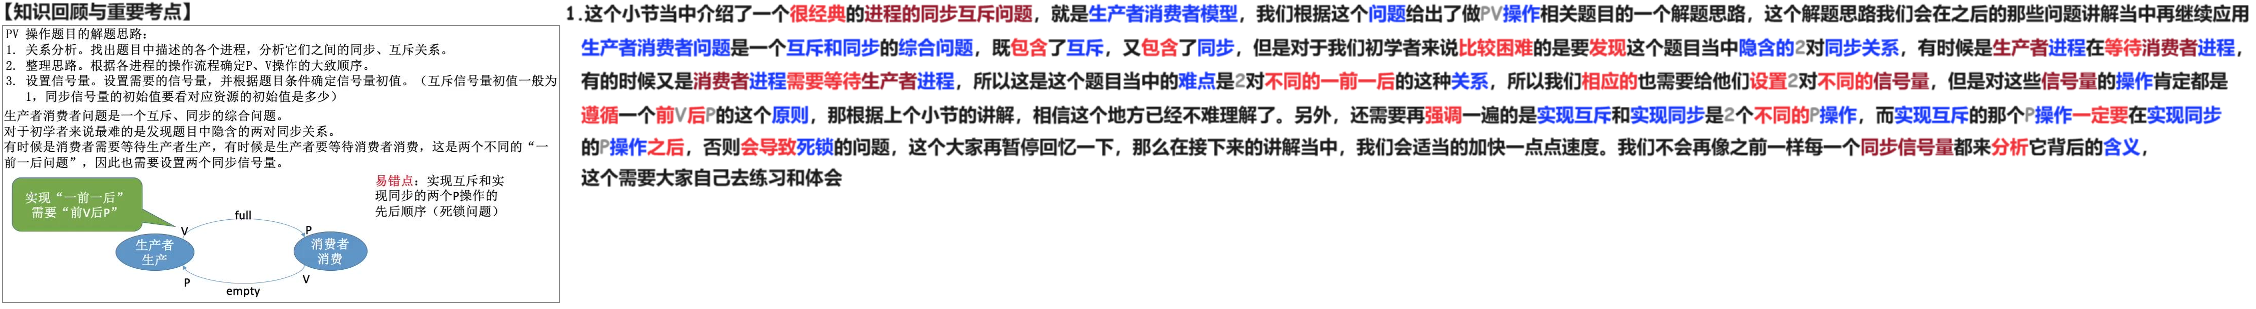 【知识回顾与重要考点】
PV 操作题目的解题思路：
1. 关系分析。找出题目中描述的各个进程，分析它们之间的同步、互斥关系。
2. 整理思路。根据各进程的操作流程确定P、V操作的大致顺序。
3. 设置信号量。设置需要的信号量，并根据题目条件确定信号量初值。（互斥信号量初值一般为
1，同步信号量的初始值要看对应资源的初始值是多少）
生产者消费者问题是一个互斥、同步的综合问题。
对于初学者来说最难的是发现题目中隐含的两对同步关系。
有时候是消费者需要等待生产者生产，有时候是生产者要等待消费者消费，这是两个不同的“一
前一后问题”，因此也需要设置两个同步信号量。
实现“一前一后”
需要“前V后P”
易错点：实现互斥和实
现同步的两个P操作的
先后顺序（死锁问题）
full
V
P
生产者
生产
消费者
消费
P
V
empty
1.这个小节当中介绍了一个很经典的进程的同步互斥问题，就是生产者消费者模型，我们根据这个问题给出了做PV操作相关题目的一个解题思路，这个解题思路我们会在之后的那些问题讲解当中再继续应用
生产者消费者问题是一个互斥和同步的综合问题，既包含了互斥，又包含了同步，但是对于我们初学者来说比较困难的是要发现这个题目当中隐含的2对同步关系，有时候是生产者进程在等待消费者进程，
有的时候又是消费者进程需要等待生产者进程，所以这是这个题目当中的难点是2对不同的一前一后的这种关系，所以我们相应的也需要给他们设置2对不同的信号量，但是对这些信号量的操作肯定都是
遵循一个前V后P的这个原则，那根据上个小节的讲解，相信这个地方已经不难理解了。另外，还需要再强调一遍的是实现互斥和实现同步是2个不同的P操作，而实现互斥的那个P操作一定要在实现同步
的P操作之后，否则会导致死锁的问题，这个大家再暂停回忆一下，那么在接下来的讲解当中，我们会适当的加快一点点速度。我们不会再像之前一样每一个同步信号量都来分析它背后的含义，
这个需要大家自己去练习和体会